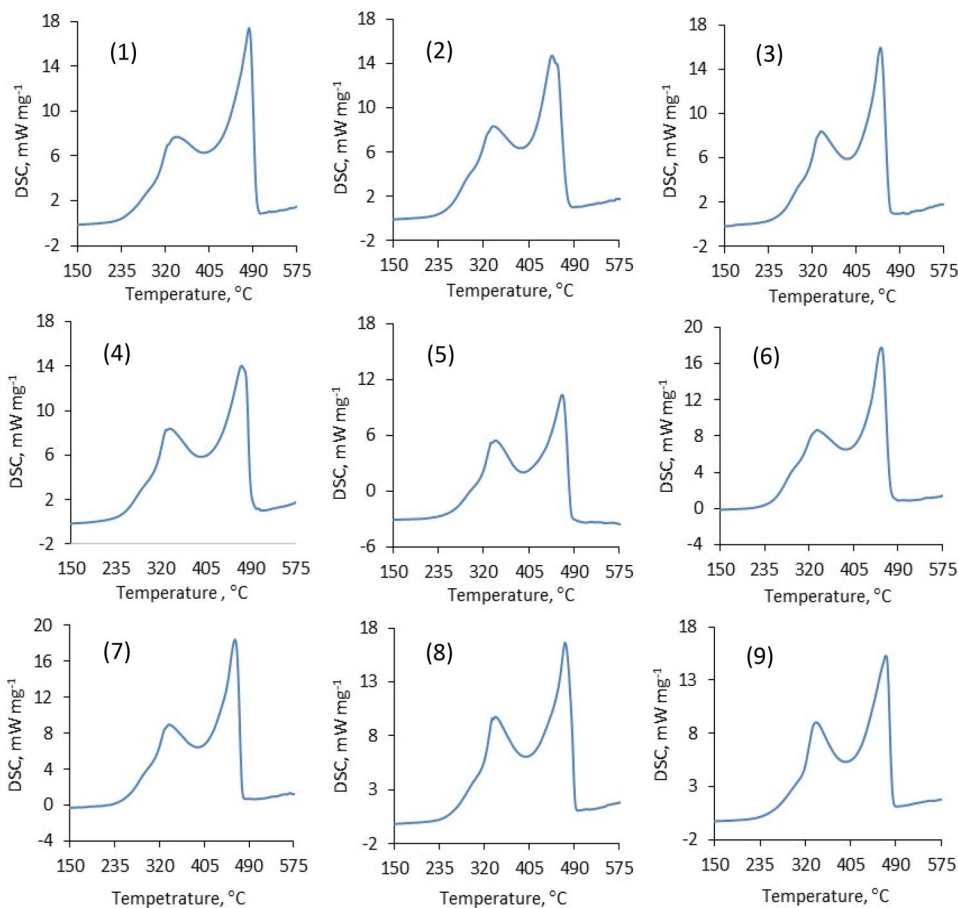 (1)
DSC, mW mg⁻¹
18
14
10
6
2
-2
150 235 320 405 490 575
Temperature, °C
(2)
DSC, mW mg⁻¹
18
14
10
6
2
-2
150 235 320 405 490 575
Temperature, °C
(3)
DSC, mW mg⁻¹
18
14
10
6
2
-2
150 235 320 405 490 575
Temperature, °C
(4)
DSC, mW mg⁻¹
18
14
10
6
2
-2
150 235 320 405 490 575
Temperature , °C
(5)
DSC, mW mg⁻¹
18
12
6
0
-6
150 235 320 405 490 575
Temperature, °C
(6)
DSC, mW mg⁻¹
20
16
12
8
4
0
-4
150 235 320 405 490 575
Temperature, °C
(7)
DSC, mW mg⁻¹
20
16
12
8
4
0
-4
150 235 320 405 490 575
Tempetrature, °C
(8)
DSC, mW mg⁻¹
18
13
8
3
-2
150 235 320 405 490 575
Temperature, °C
(9)
DSC, mW mg⁻¹
18
13
8
3
-2
150 235 320 405 490 575
Temperature, °C